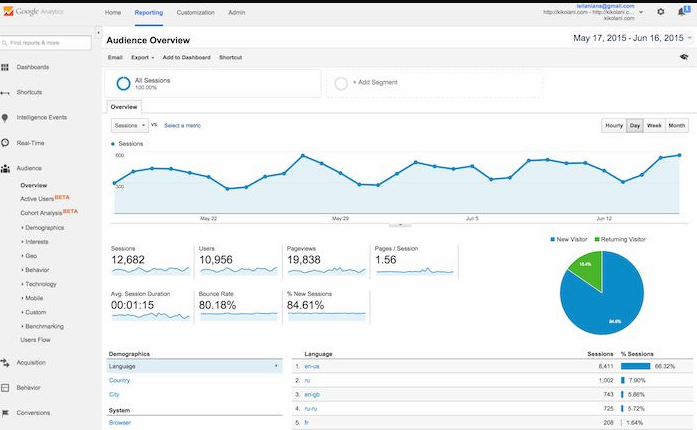 Google Analytics
Home Reporting Customization Admin
http://kikolani.com - http://kikolani.com
kikolani.com
Find reports & more
Audience Overview
May 17, 2015 - Jun 16, 2015
Email Export Add to Dashboard Shortcut
Dashboards
Shortcuts
Intelligence Events
Real-Time
Audience
Overview
Active Users BETA
Cohort Analysis BETA
Demographics
Interests
Geo
Behavior
Technology
Mobile
Custom
Benchmarking
Users Flow
Acquisition
Behavior
Conversions
All Sessions
100.00%
+ Add Segment
Overview
Sessions vs. Select a metric
Hourly Day Week Month
Sessions
600
300
May 22 May 29 Jun 5 Jun 12
Sessions Users Pageviews Pages / Session
12,682 10,956 19,838 1.56
Avg. Session Duration Bounce Rate % New Sessions
00:01:15 80.18% 84.61%
New Visitor Returning Visitor
15.4%
84.6%
Demographics
Language
Country
City
System
Browser
Language Sessions % Sessions
1. en-us 8,411 66.32%
2. ru 1,002 7.90%
3. en-gb 743 5.86%
4. ru-ru 725 5.72%
5. fr 208 1.64%